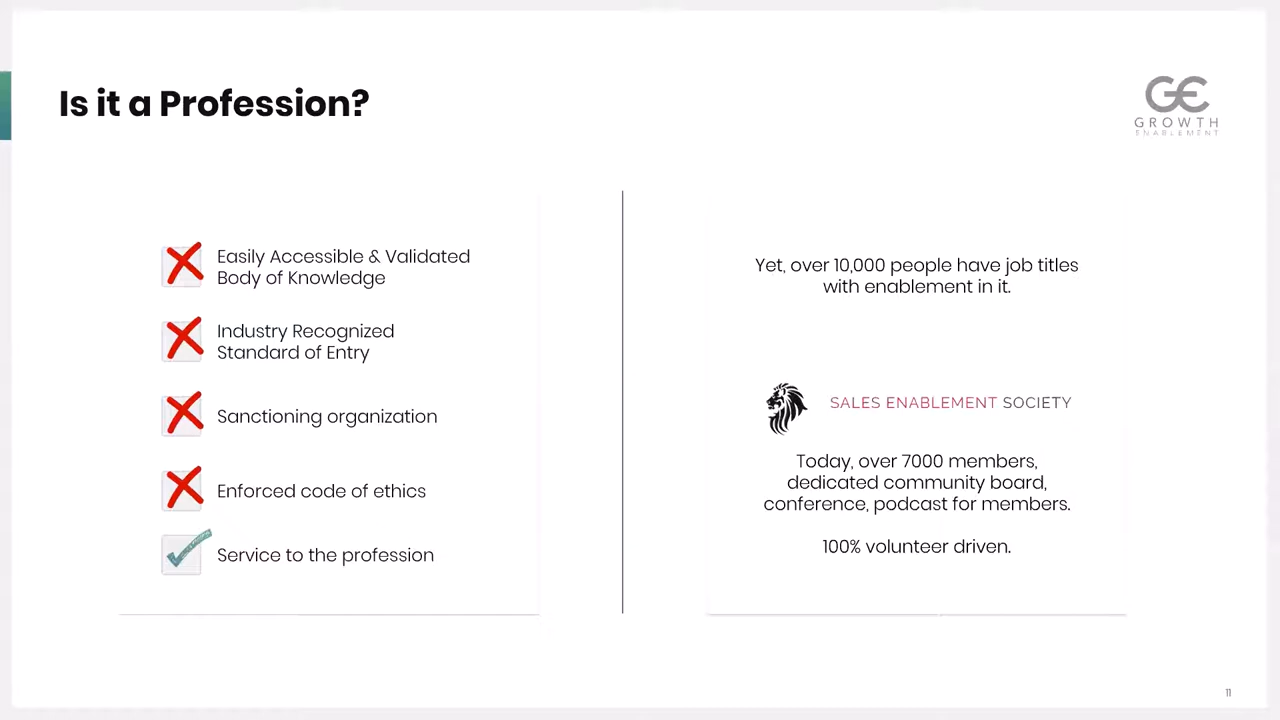 Is it a Profession?
GE
GROWTH
ENABLEMENT
Easily Accessible & Validated
Body of Knowledge
Industry Recognized
Standard of Entry
Sanctioning organization
Enforced code of ethics
Service to the profession
Yet, over 10,000 people have job titles
with enablement in it.
SALES ENABLEMENT SOCIETY
Today, over 7000 members,
dedicated community board,
conference, podcast for members.
100% volunteer driven.
11